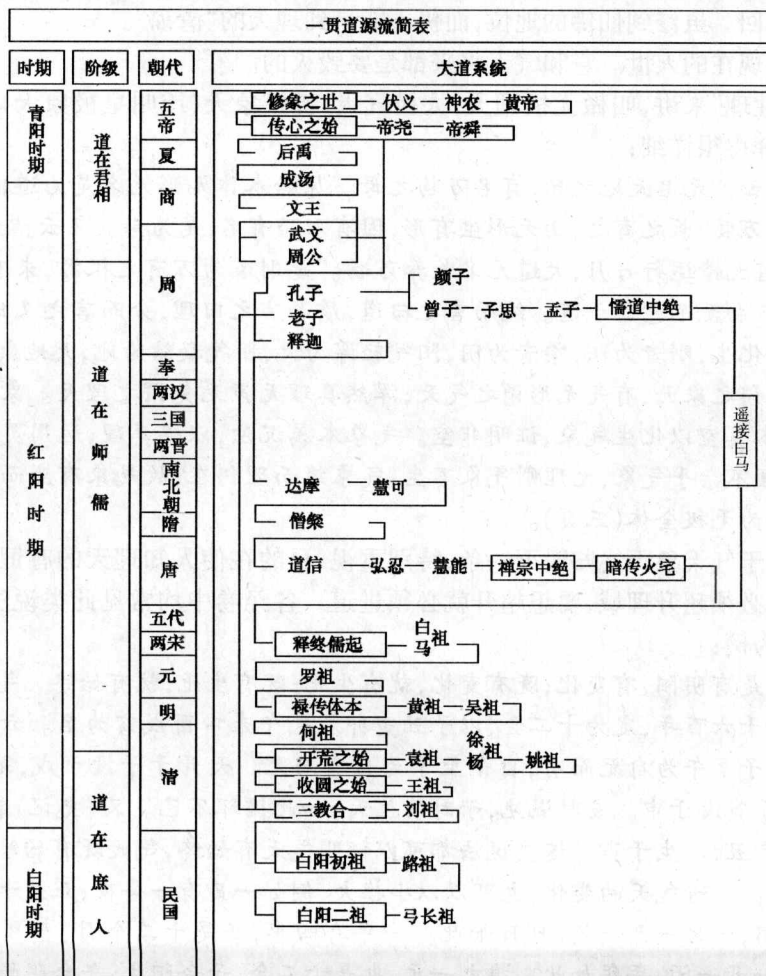 贯道源流简表
时期 阶级 朝代 大道系统
青阳时期
红阳时期
白阳时期
道在君相
道在师儒
道在庶人
五帝
夏
商
周
奉
两汉
三国
两晋
南北朝
隋
唐
五代
两宋
元
明
清
民国
修象之世 伏义 神农 黄帝
传心之始 帝尧 帝舜
后禹
成汤
文王
武文
周公
孔子
颜子
曾子 子思 孟子 儒道中绝
老子
释迦
遥接白马
达摩 慧可
僧粲
道信 弘忍 慧能 禅宗中绝 暗传火宅
释终儒起 白马祖
罗祖
禄传体本 黄祖 吴祖
何祖
开荒之始 袁祖 徐杨祖 姚祖
收圆之始 王祖
三教合一 刘祖
白阳初祖 路祖
白阳二祖 弓长祖